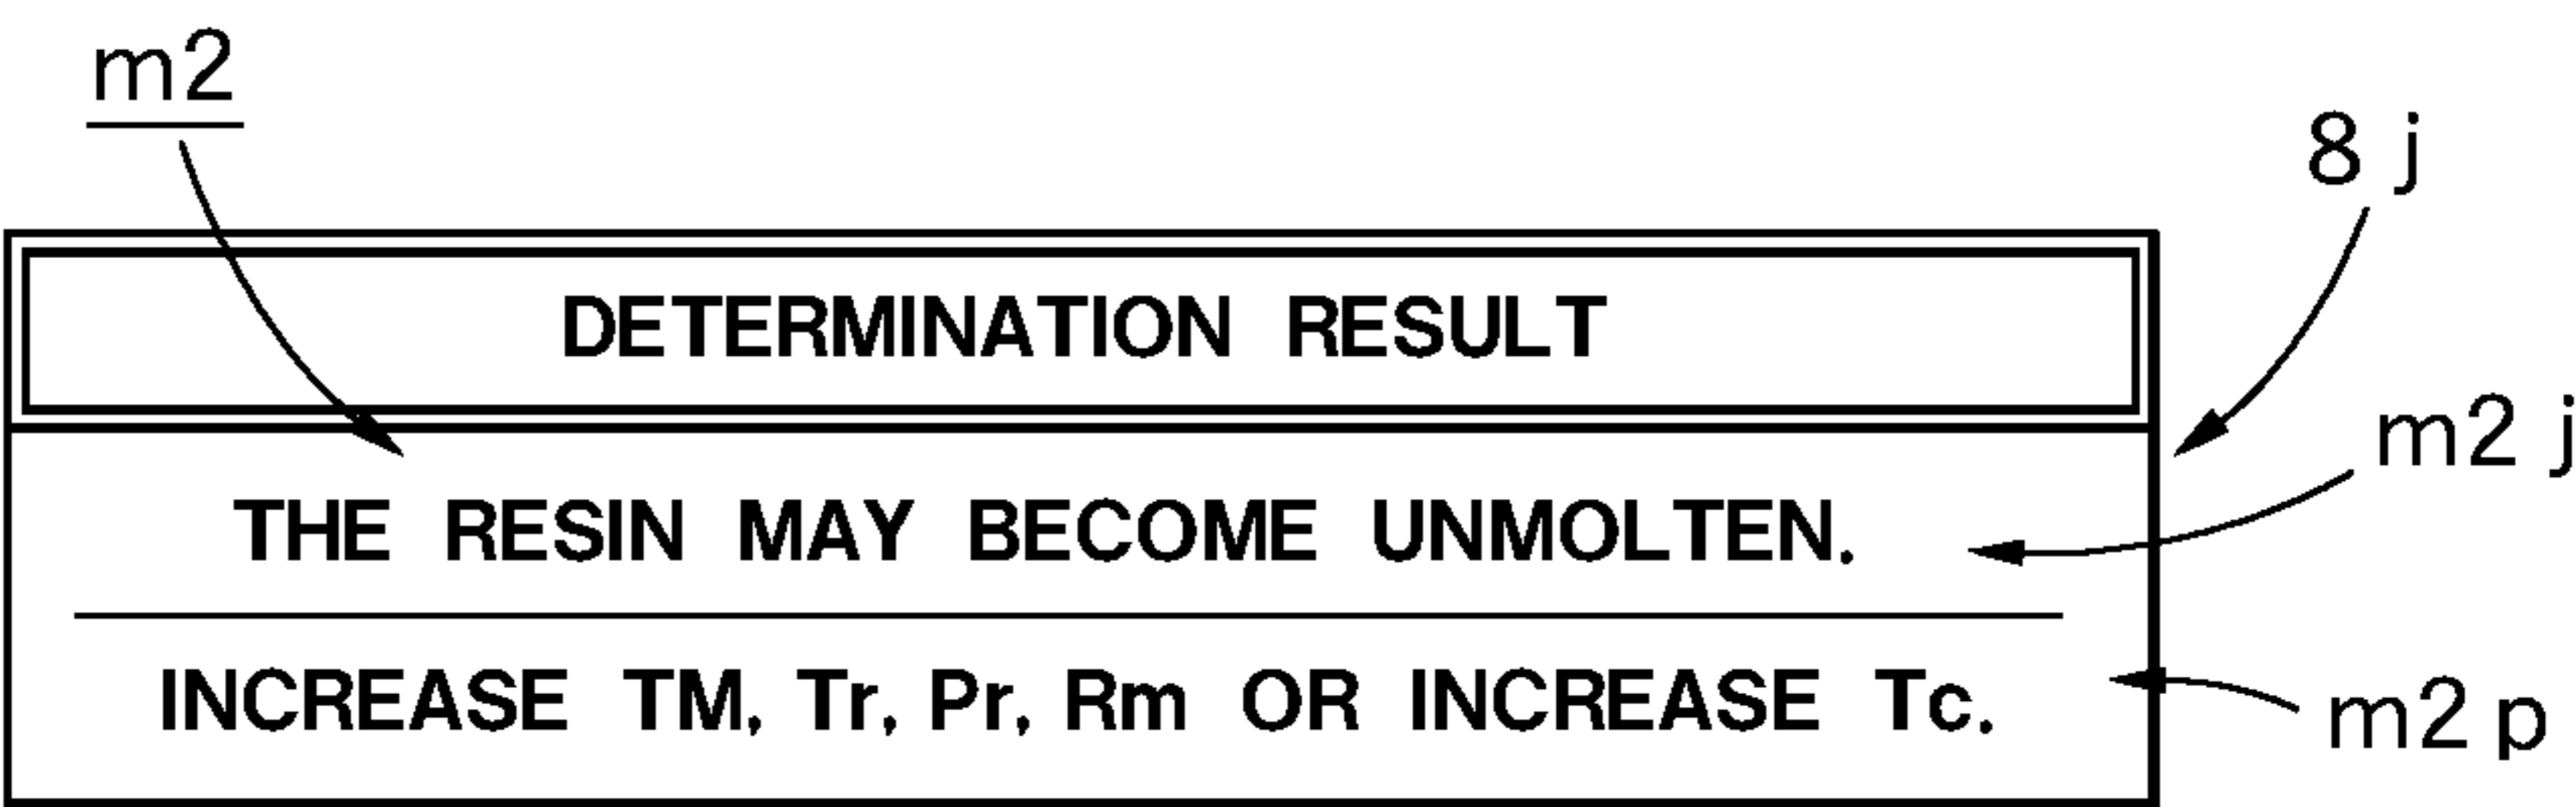 m2
8 j
DETERMINATION RESULT
m2 j
THE RESIN MAY BECOME UNMOLTEN.
INCREASE TM, Tr, Pr, Rm OR INCREASE Tc.
m2 p